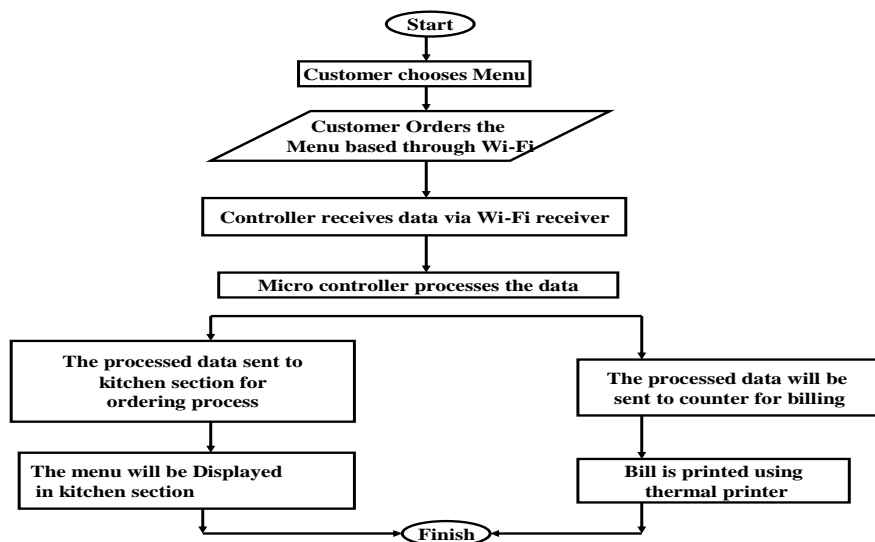 Start
Customer chooses Menu
Customer Orders the
Menu based through Wi-Fi
Controller receives data via Wi-Fi receiver
Micro controller processes the data
The processed data sent to
kitchen section for
ordering process
The processed data will be
sent to counter for billing
The menu will be Displayed
in kitchen section
Bill is printed using
thermal printer
Finish